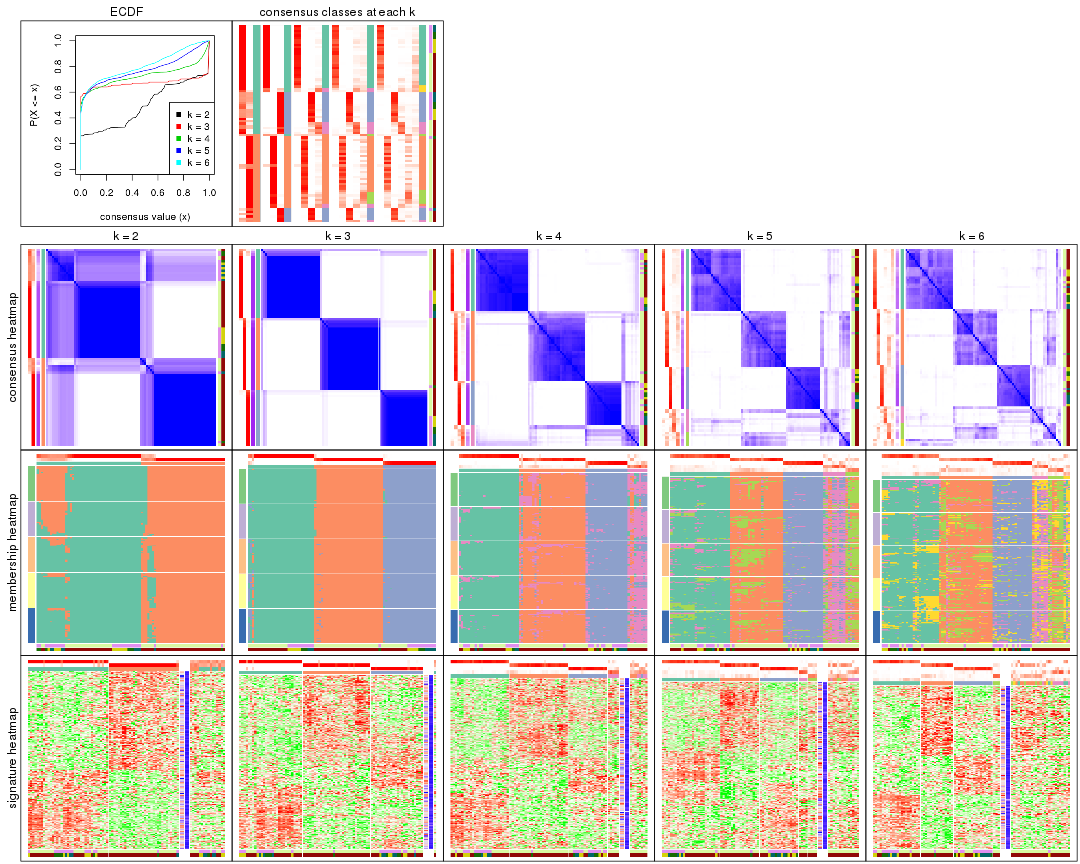 ECDF
consensus classes at each k
P(X <= x)
0.0 0.2 0.4 0.6 0.8 1.0
k = 2
k = 3
k = 4
k = 5
k = 6
0.0 0.2 0.4 0.6 0.8 1.0
consensus value (x)
k = 2
k = 3
k = 4
k = 5
k = 6
consensus heatmap
membership heatmap
signature heatmap